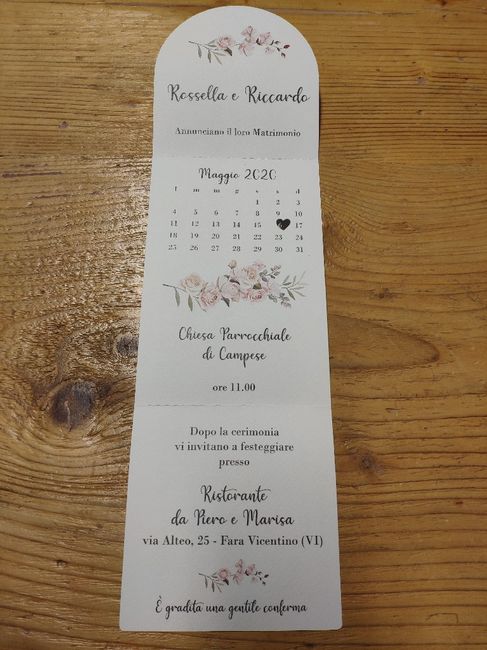 Rossella e Riccardo
Annunciano il loro Matrimonio
Maggio 2020
l m m g v s d
1 2 3
4 5 6 7 8 9 10
11 12 13 14 15 17
18 19 20 21 22 23 24
25 26 27 28 29 30 31
Chiesa Parrocchiale
di Campese
ore 11.00
Dopo la cerimonia
vi invitano a festeggiare
presso
Ristorante
da Piero e Marisa
via Alteo, 25 - Fara Vicentino (VI)
È gradita una gentile conferma